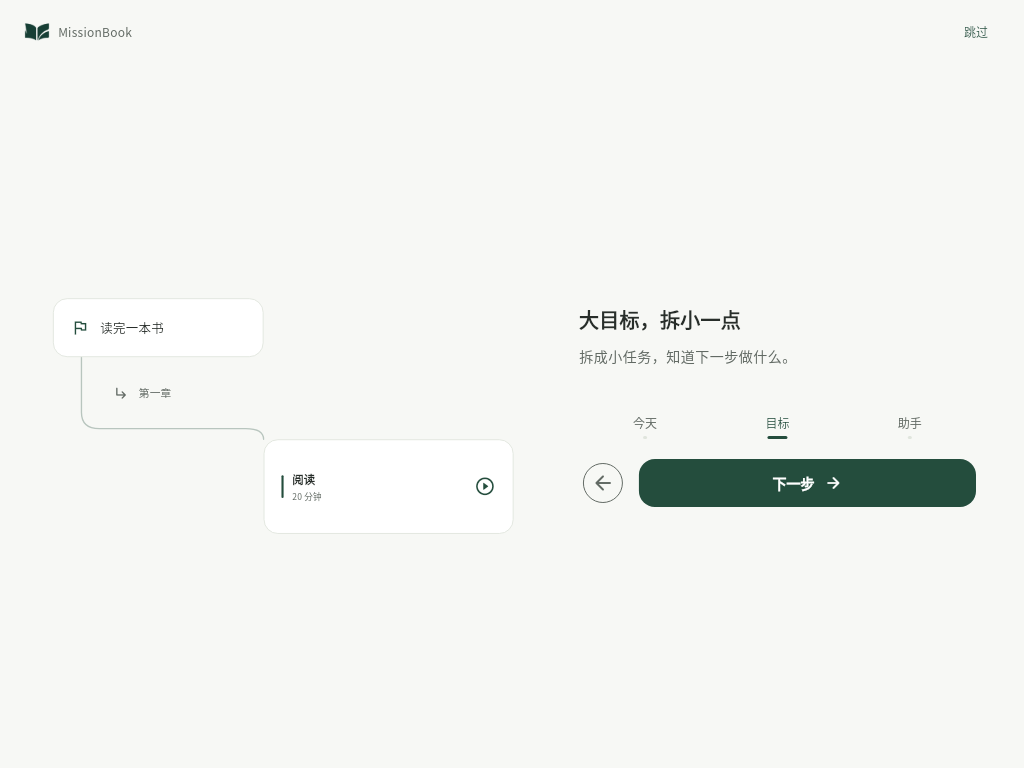 MissionBook
跳过
读完一本书
第一章
阅读
20 分钟
大目标，拆小一点
拆成小任务，知道下一步做什么。
今天
目标
助手
下一步